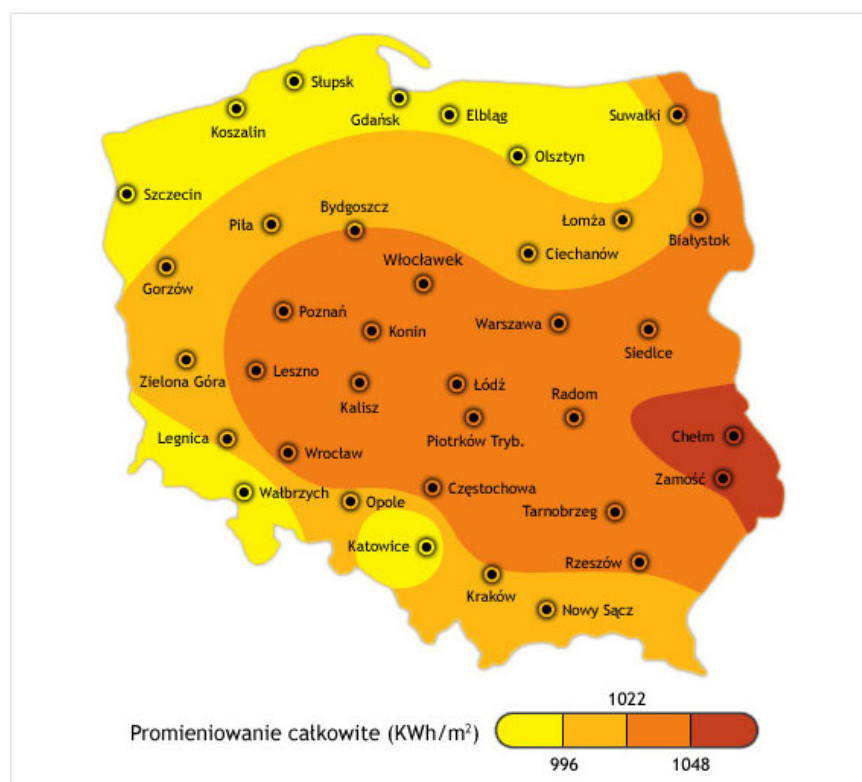 Słupsk
Koszalin
Gdańsk
Elbląg
Suwałki
Olsztyn
Szczecin
Bydgoszcz
Piła
Łomża
Białystok
Ciechanów
Włocławek
Gorzów
Poznań
Konin
Warszawa
Siedlce
Zielona Góra
Leszno
Kalisz
Łódź
Radom
Legnica
Piotrków Tryb.
Chełm
Wrocław
Zamość
Wałbrzych
Opole
Częstochowa
Tarnobrzeg
Katowice
Rzeszów
Kraków
Nowy Sącz
1022
Promieniowanie całkowite (KWh/m²)
996
1048